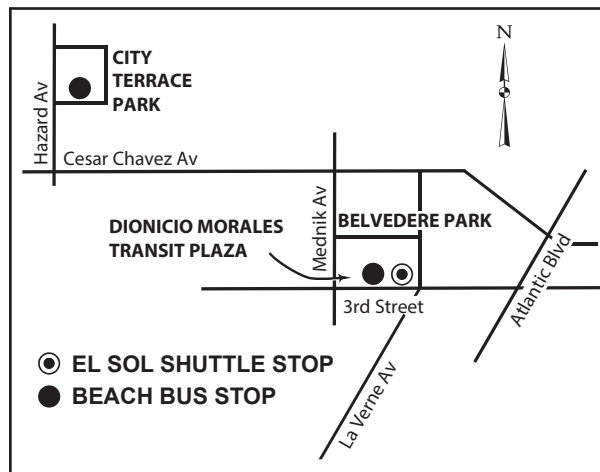 N
CITY
TERRACE
PARK
Hazard Av
Cesar Chavez Av
Mednik Av
DIONICIO MORALES
TRANSIT PLAZA
BELVEDERE PARK
Atlantic Blvd
3rd Street
La Verne Av
EL SOL SHUTTLE STOP
BEACH BUS STOP